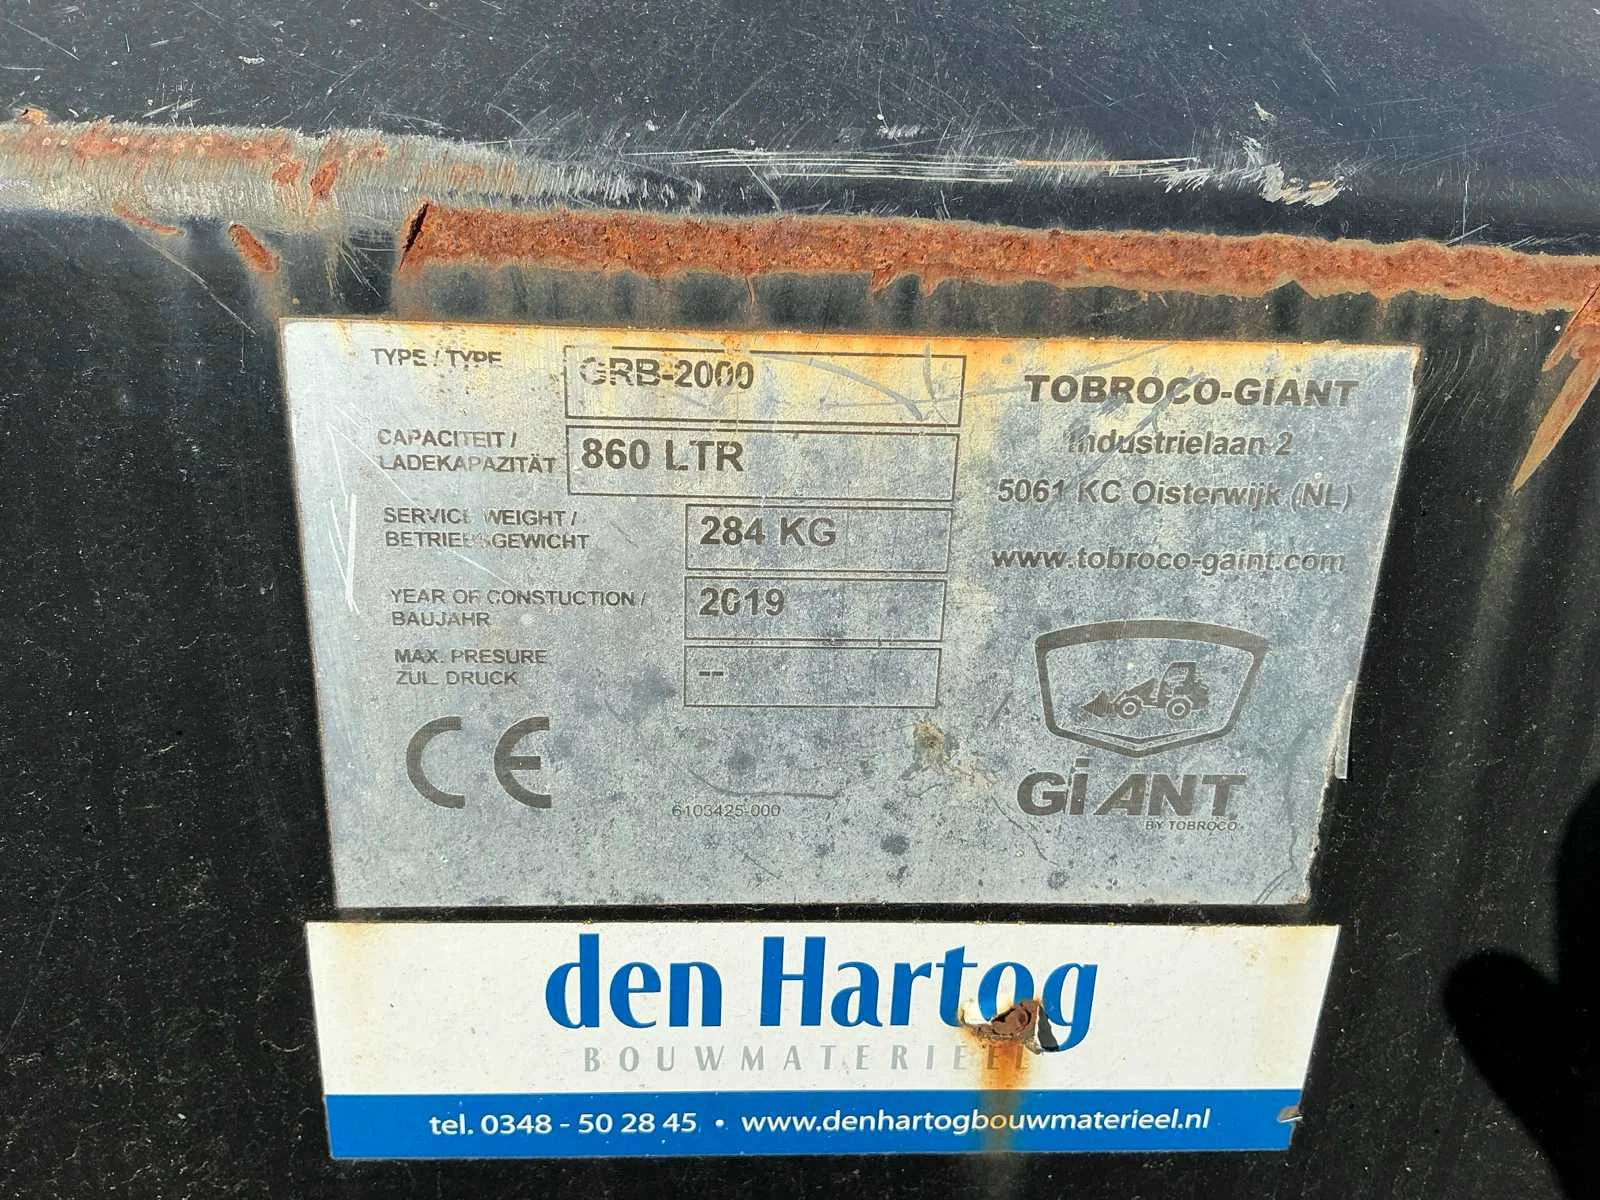 TYPE / TYPE
GRB-2000
CAPACITEIT /
LADEKAPAZITÄT
860 LTR
SERVICE WEIGHT /
BETRIEBSGEWICHT
284 KG
YEAR OF CONSTUCTION /
BAUJAHR
2019
MAX. PRESURE
ZUL. DRUCK
--
CE
6103425-000
TOBROCO-GIANT
Industrielaan 2
5061 KC Oisterwijk (NL)
www.tobroco-gaint.com
GiANT
BY TOBROCO
den Hartog
BOUWMATERIEEL
tel. 0348 - 50 28 45 • www.denhartogbouwmaterieel.nl